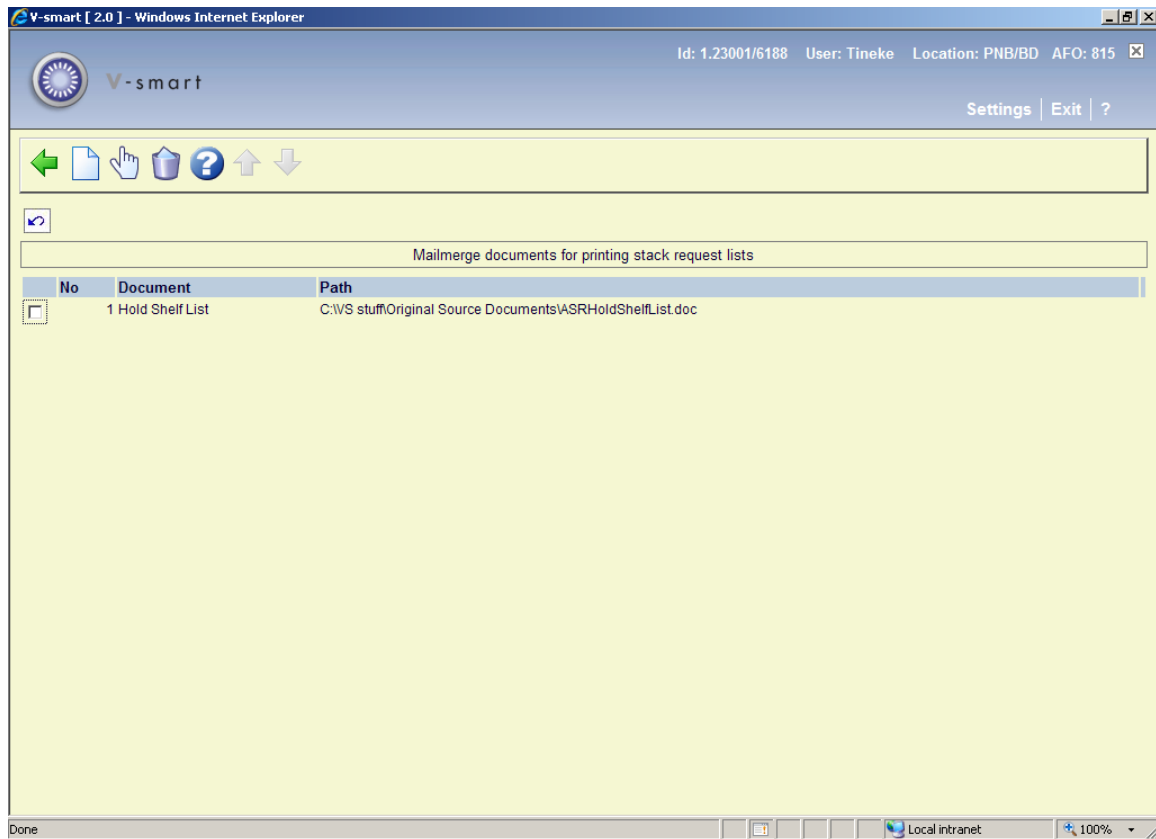 V-smart [ 2.0 ] - Windows Internet Explorer
Id: 1.23001/6188 User: Tineke Location: PNB/BD AFO: 815
V-smart
Settings Exit ?
Mailmerge documents for printing stack request lists
No Document Path
1 Hold Shelf List C:\VS stuff\Original Source Documents\ASRHoldShelfList.doc
Done Local intranet 100%